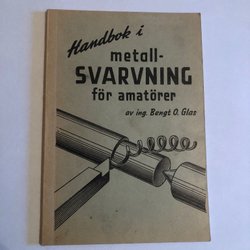 Handbok i
metall-
SVARVNING
för amatörer
av ing. Bengt O. Glas